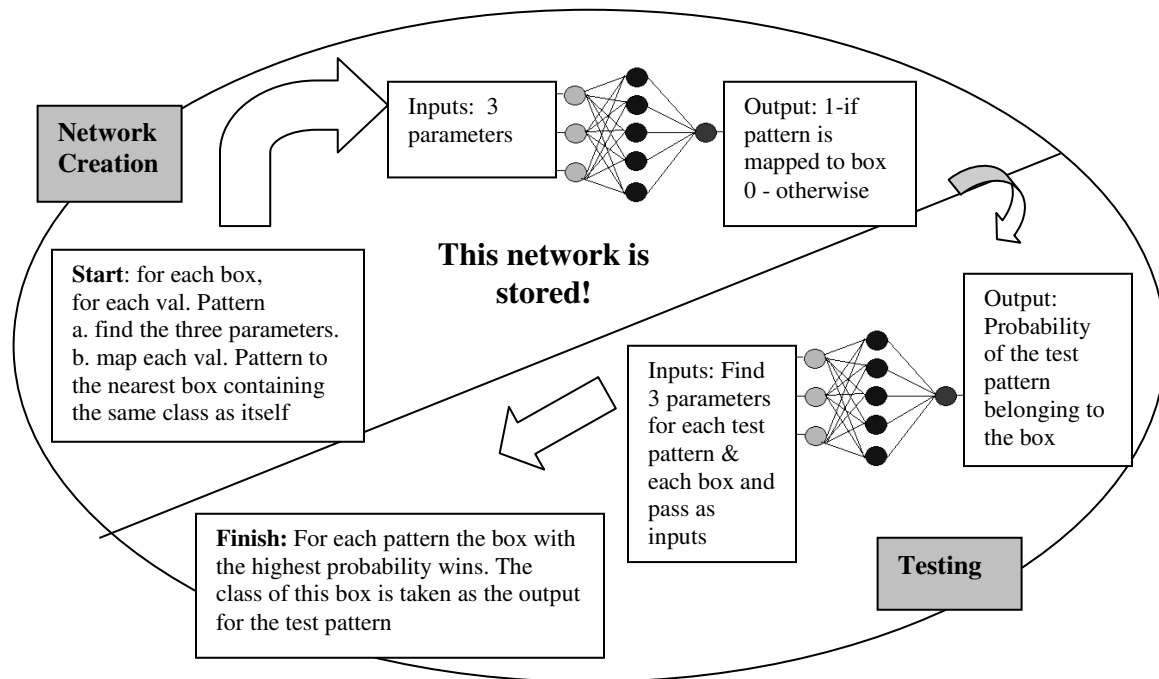 Network
Creation
Inputs: 3
parameters
Output: 1-if
pattern is
mapped to box
0 - otherwise
Start: for each box,
for each val. Pattern
a. find the three parameters.
b. map each val. Pattern to
the nearest box containing
the same class as itself
This network is
stored!
Output:
Probability
of the test
pattern
belonging to
the box
Inputs: Find
3 parameters
for each test
pattern &
each box and
pass as
inputs
Finish: For each pattern the box with
the highest probability wins. The
class of this box is taken as the output
for the test pattern
Testing